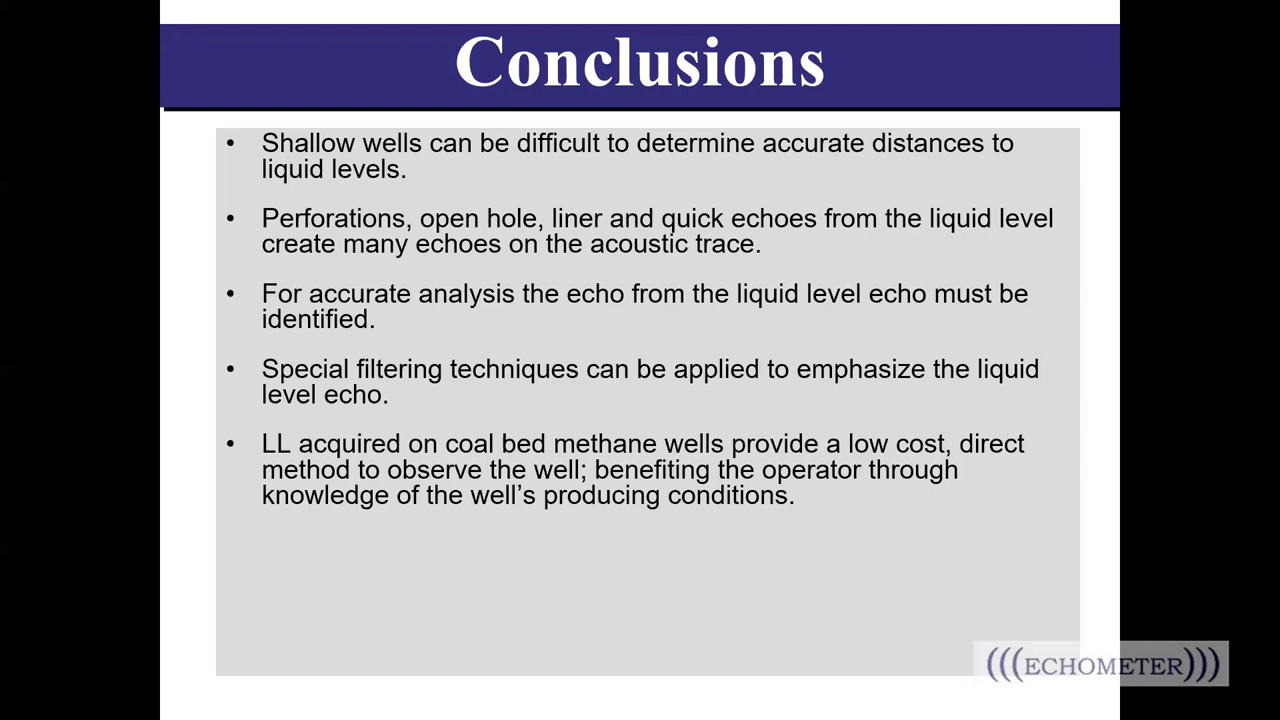 Conclusions
• Shallow wells can be difficult to determine accurate distances to
liquid levels.
• Perforations, open hole, liner and quick echoes from the liquid level
create many echoes on the acoustic trace.
• For accurate analysis the echo from the liquid level echo must be
identified.
• Special filtering techniques can be applied to emphasize the liquid
level echo.
• LL acquired on coal bed methane wells provide a low cost, direct
method to observe the well; benefiting the operator through
knowledge of the well’s producing conditions.
(((ECHOMETER)))